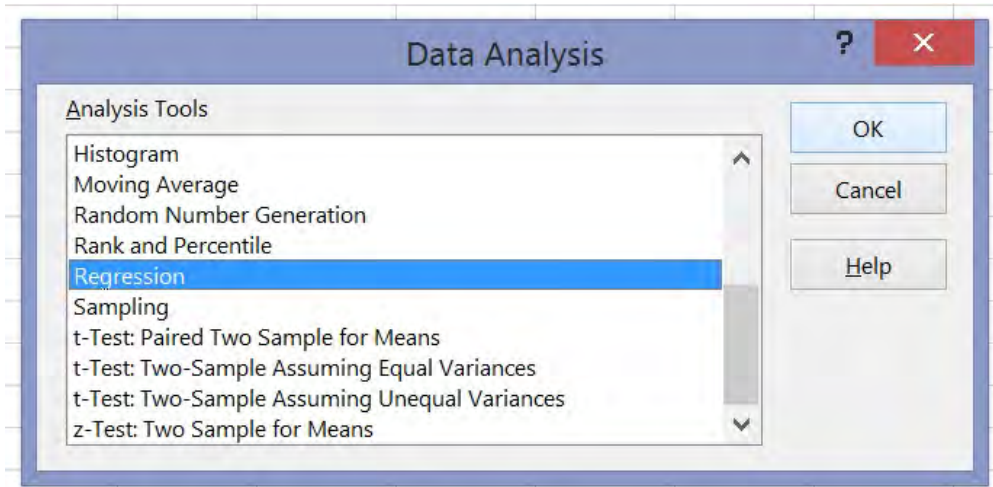 Data Analysis
?
Analysis Tools
Histogram
Moving Average
Random Number Generation
Rank and Percentile
Regression
Sampling
t-Test: Paired Two Sample for Means
t-Test: Two-Sample Assuming Equal Variances
t-Test: Two-Sample Assuming Unequal Variances
z-Test: Two Sample for Means
OK
Cancel
Help